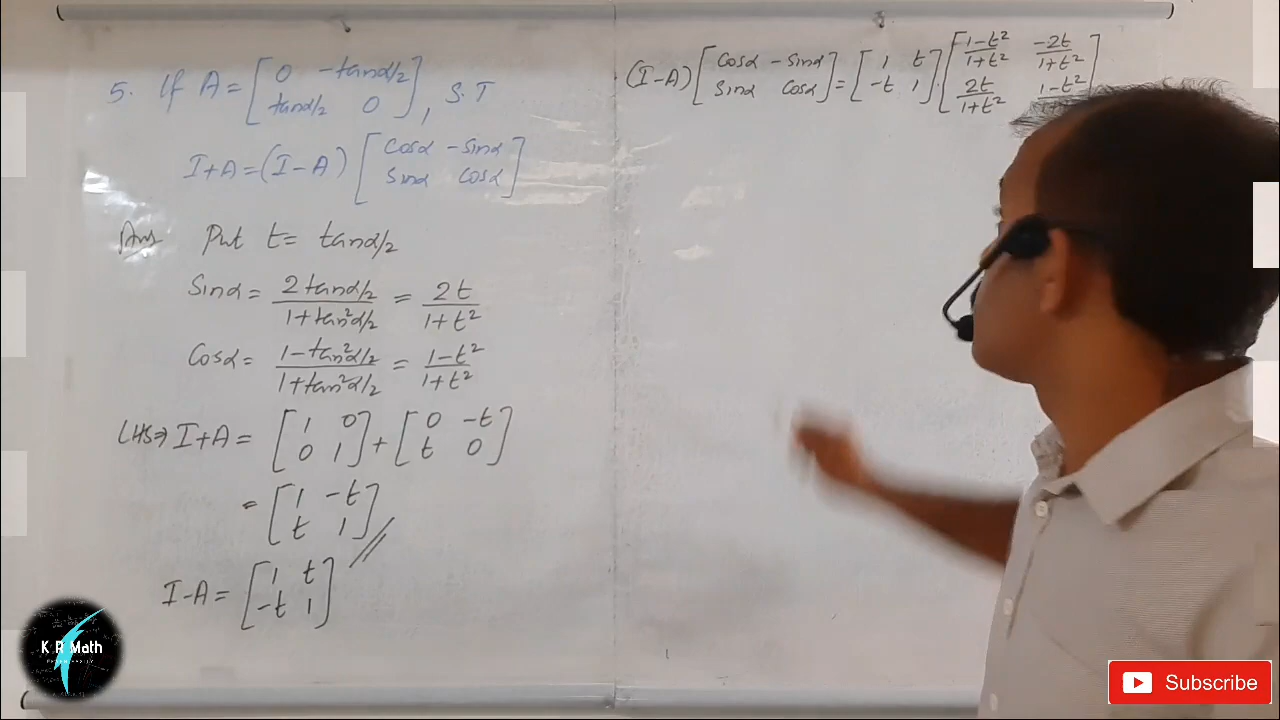 5. If A = [ 0 -tanα/2
tanα/2 0 ], S.T
I+A = (I-A) [ Cosα -Sinα
Sinα Cosα ]
Ans Put t = tanα/2
Sinα = 2tanα/2 / 1+tan²α/2 = 2t / 1+t²
Cosα = 1-tan²α/2 / 1+tan²α/2 = 1-t² / 1+t²
LHS⇒ I+A = [ 1 0
0 1 ] + [ 0 -t
t 0 ]
= [ 1 -t
t 1 ] //
I-A = [ 1 t
-t 1 ]
(I-A) [ Cosα -Sinα
Sinα Cosα ] = [ 1 t
-t 1 ] . [ 1-t² / 1+t² -2t / 1+t²
2t / 1+t² 1-t² / 1+ ]
K R Math
Subscribe